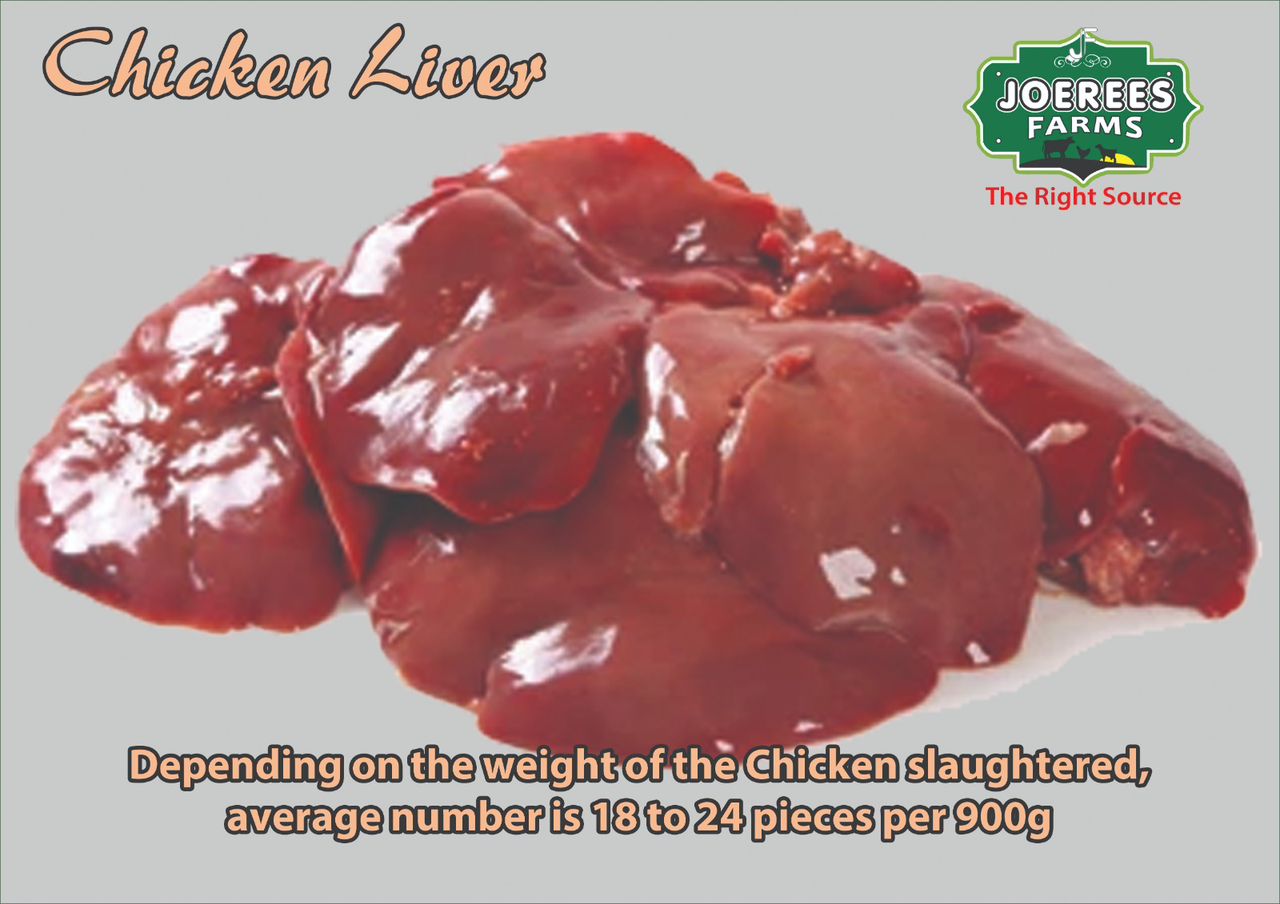 Chicken Liver
JOEREES
FARMS
The Right Source
Depending on the weight of the Chicken slaughtered,
average number is 18 to 24 pieces per 900g